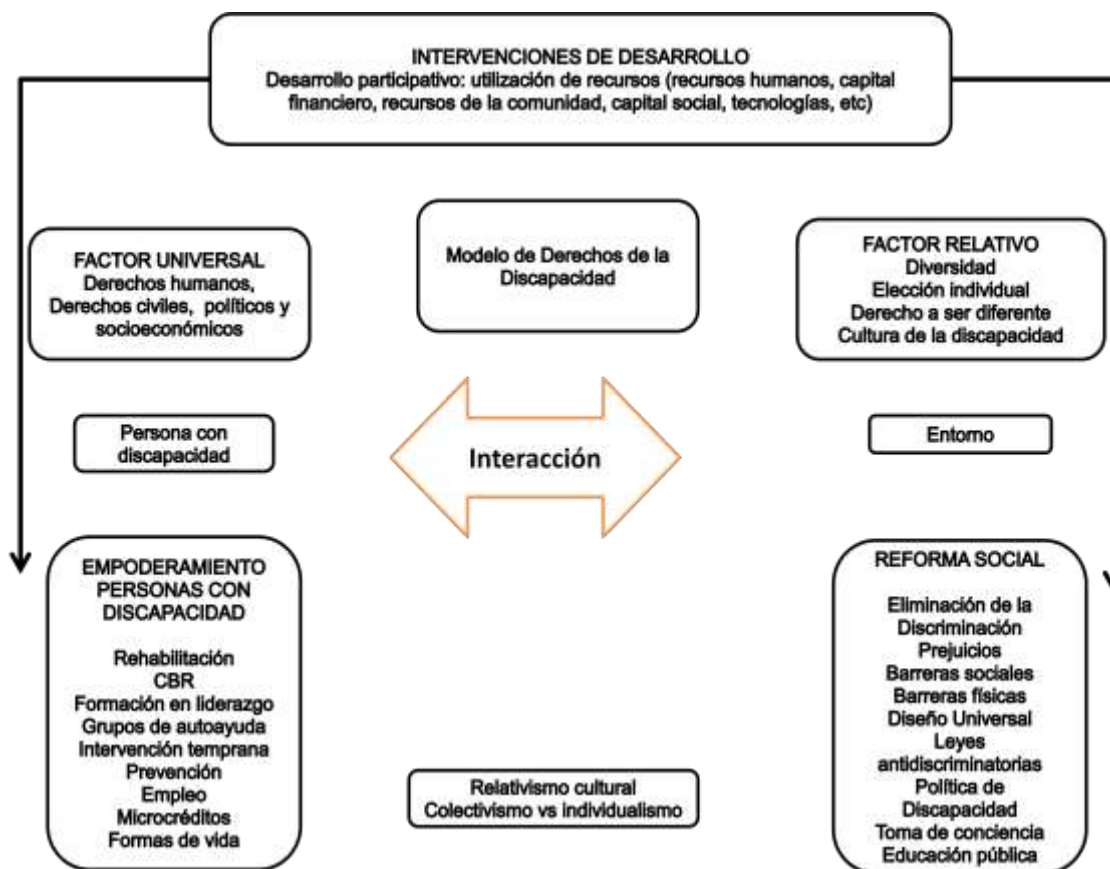 INTERVENCIONES DE DESARROLLO
Desarrollo participativo: utilización de recursos (recursos humanos, capital
financiero, recursos de la comunidad, capital social, tecnologías, etc)
FACTOR UNIVERSAL
Derechos humanos,
Derechos civiles, políticos y
socioeconómicos
Modelo de Derechos de la
Discapacidad
FACTOR RELATIVO
Diversidad
Elección individual
Derecho a ser diferente
Cultura de la discapacidad
Persona con
discapacidad
Interacción
Entorno
EMPODERAMIENTO
PERSONAS CON
DISCAPACIDAD
Rehabilitación
CBR
Formación en liderazgo
Grupos de autoayuda
Intervención temprana
Prevención
Empleo
Microcréditos
Formas de vida
Relativismo cultural
Colectivismo vs individualismo
REFORMA SOCIAL
Eliminación de la
Discriminación
Prejuicios
Barreras sociales
Barreras físicas
Diseño Universal
Leyes
antidiscriminatorias
Política de
Discapacidad
Toma de conciencia
Educación pública